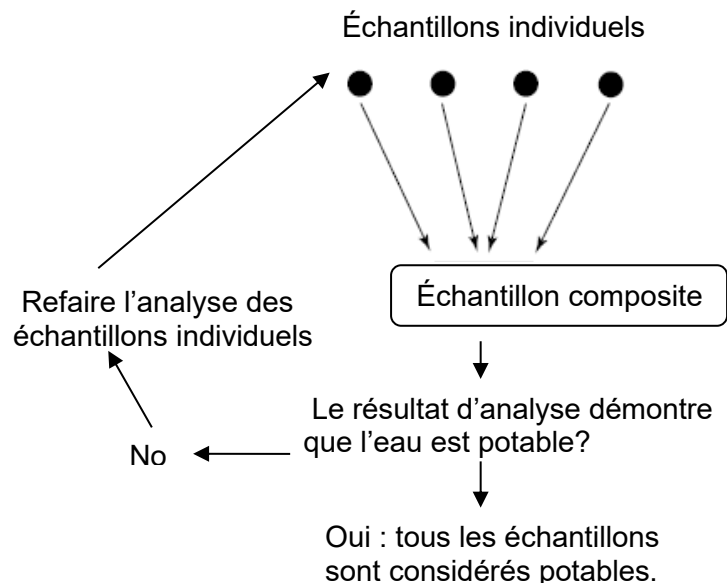 Échantillons individuels
Échantillon composite
Refaire l’analyse des
échantillons individuels
Le résultat d’analyse démontre
que l’eau est potable?
No
Oui : tous les échantillons
sont considérés potables.